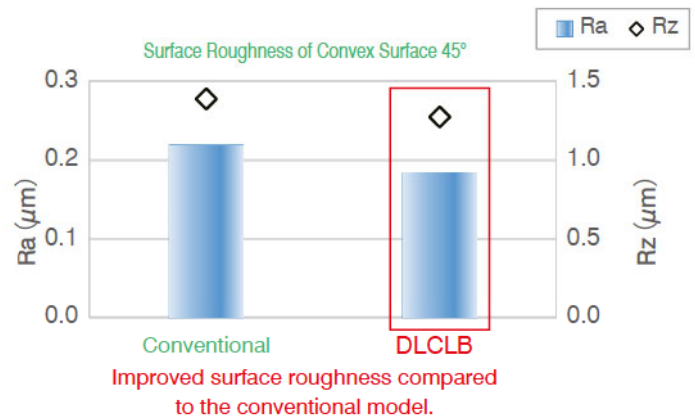 Ra Rz
Surface Roughness of Convex Surface 45°
0.3 1.5
0.2 1.0
0.1 0.5
0.0 0.0
Ra (μm)
Rz (μm)
Conventional DLCLB
Improved surface roughness compared
to the conventional model.